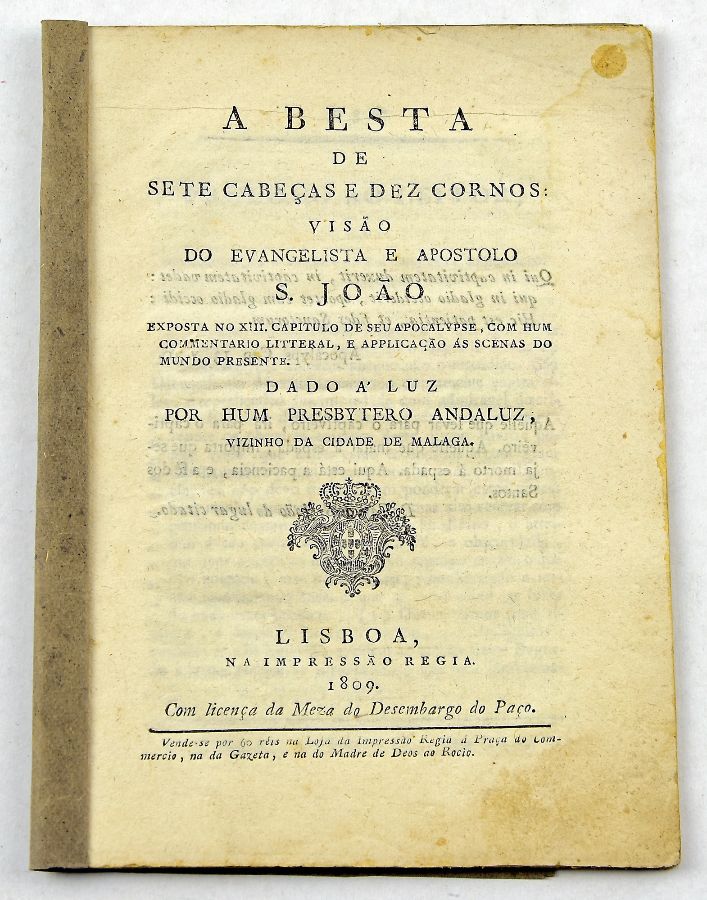 A BESTA
DE
SETE CABEÇAS E DEZ CORNOS:
VISÃO
DO EVANGELISTA E APOSTOLO
S. JOÃO
EXPOSTA NO XIII. CAPITULO DE SEU APOCALYPSE, COM HUM
COMMENTARIO LITTERAL, E APPLICAÇÃO ÁS SCENAS DO
MUNDO PRESENTE.
DADO A' LUZ
POR HUM PRESBYTERO ANDALUZ,
VIZINHO DA CIDADE DE MALAGA.
LISBOA,
NA IMPRESSÃO REGIA.
1809.
Com licença da Meza do Desembargo do Paço.
Vende-se por 60 réis na Loja da Impressão Regia á Praça do Com-
mercio, na da Gazeta, e na do Madre de Deos ao Rocio.